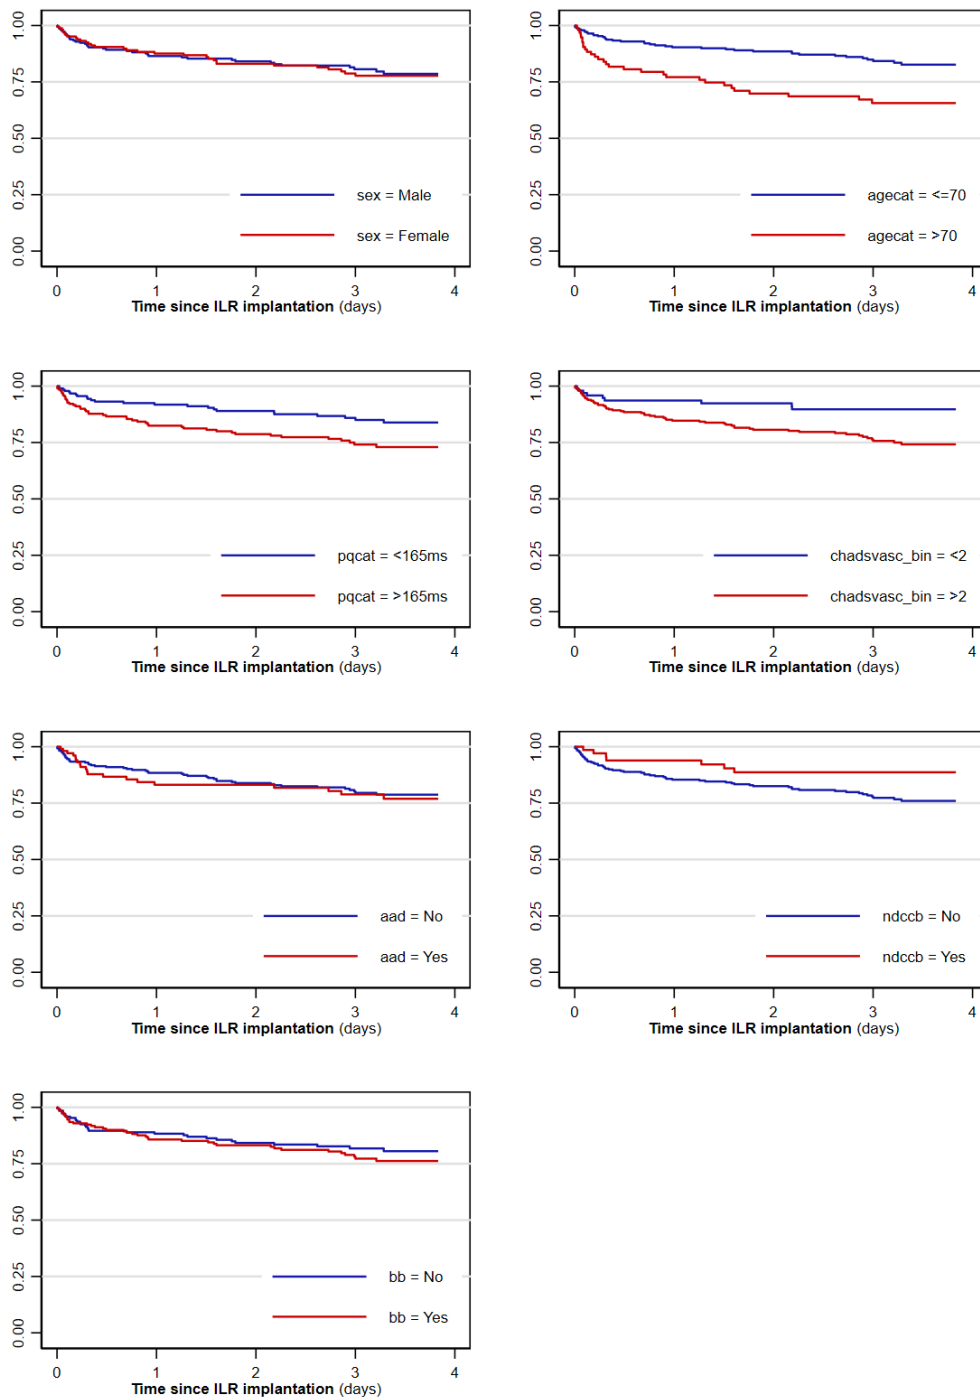 1.00
0.75
0.50
0.25
0.00
sex = Male
sex = Female
0 1 2 3 4
Time since ILR implantation (days)
1.00
0.75
0.50
0.25
0.00
agecat = <=70
agecat = >70
0 1 2 3 4
Time since ILR implantation (days)
1.00
0.75
0.50
0.25
0.00
pqcat = <165ms
pqcat = >165ms
0 1 2 3 4
Time since ILR implantation (days)
1.00
0.75
0.50
0.25
0.00
chadsvasc_bin = <2
chadsvasc_bin = >2
0 1 2 3 4
Time since ILR implantation (days)
1.00
0.75
0.50
0.25
0.00
aad = No
aad = Yes
0 1 2 3 4
Time since ILR implantation (days)
1.00
0.75
0.50
0.25
0.00
ndccb = No
ndccb = Yes
0 1 2 3 4
Time since ILR implantation (days)
1.00
0.75
0.50
0.25
0.00
bb = No
bb = Yes
0 1 2 3 4
Time since ILR implantation (days)